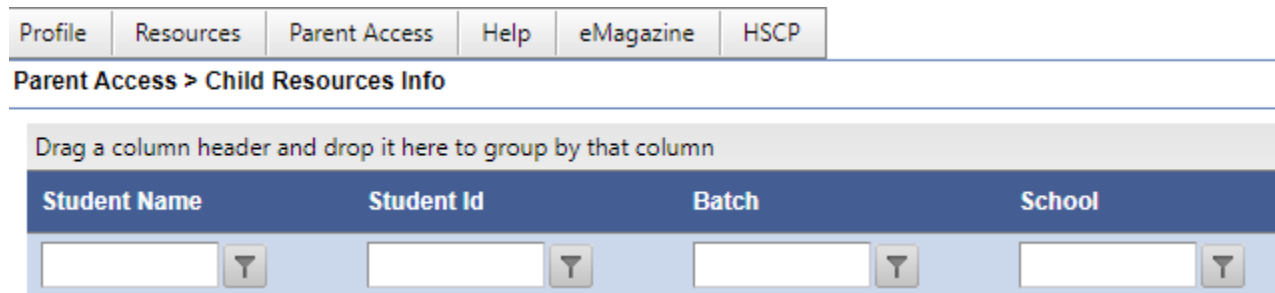 Profile Resources Parent Access Help eMagazine HSCP
Parent Access > Child Resources Info
Drag a column header and drop it here to group by that column
Student Name Student Id Batch School